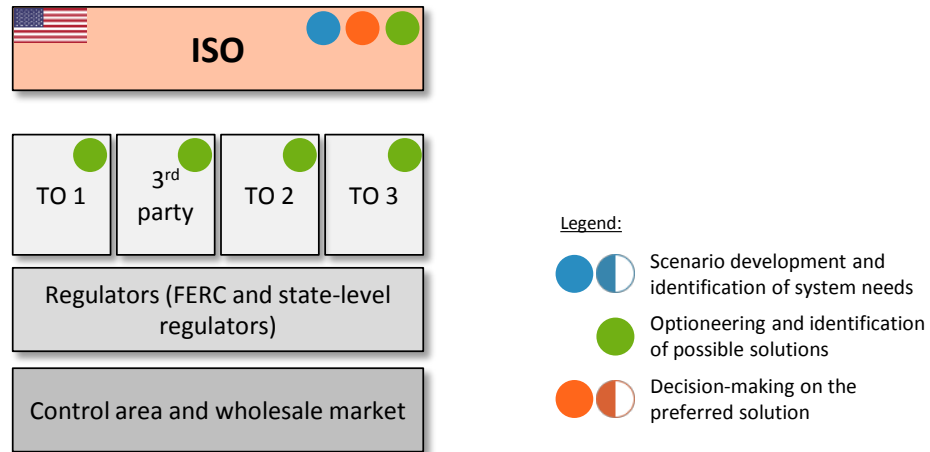 ISO
TO 1
3rd
party
TO 2
TO 3
Regulators (FERC and state-level
regulators)
Control area and wholesale market
Legend:
Scenario development and
identification of system needs
Optioneering and identification
of possible solutions
Decision-making on the
preferred solution